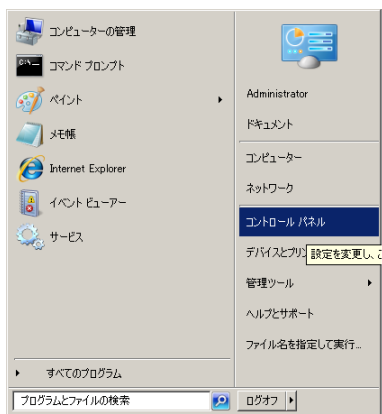 コンピューターの管理
コマンド プロンプト
ペイント
メモ帳
Internet Explorer
イベント ビューアー
サービス
すべてのプログラム
プログラムとファイルの検索
Administrator
ドキュメント
コンピューター
ネットワーク
コントロール パネル
デバイスとプリン
設定を変更し、こ
管理ツール
ヘルプとサポート
ファイル名を指定して実行...
ログオフ